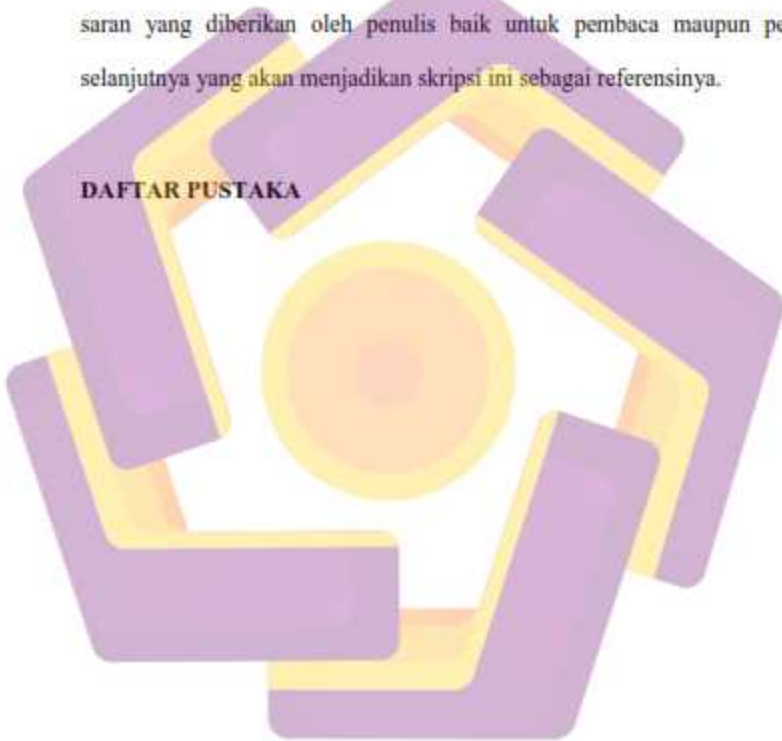 saran yang diberikan oleh penulis baik untuk pembaca maupun pe
selanjutnya yang akan menjadikan skripsi ini sebagai referensinya.
DAFTAR PUSTAKA